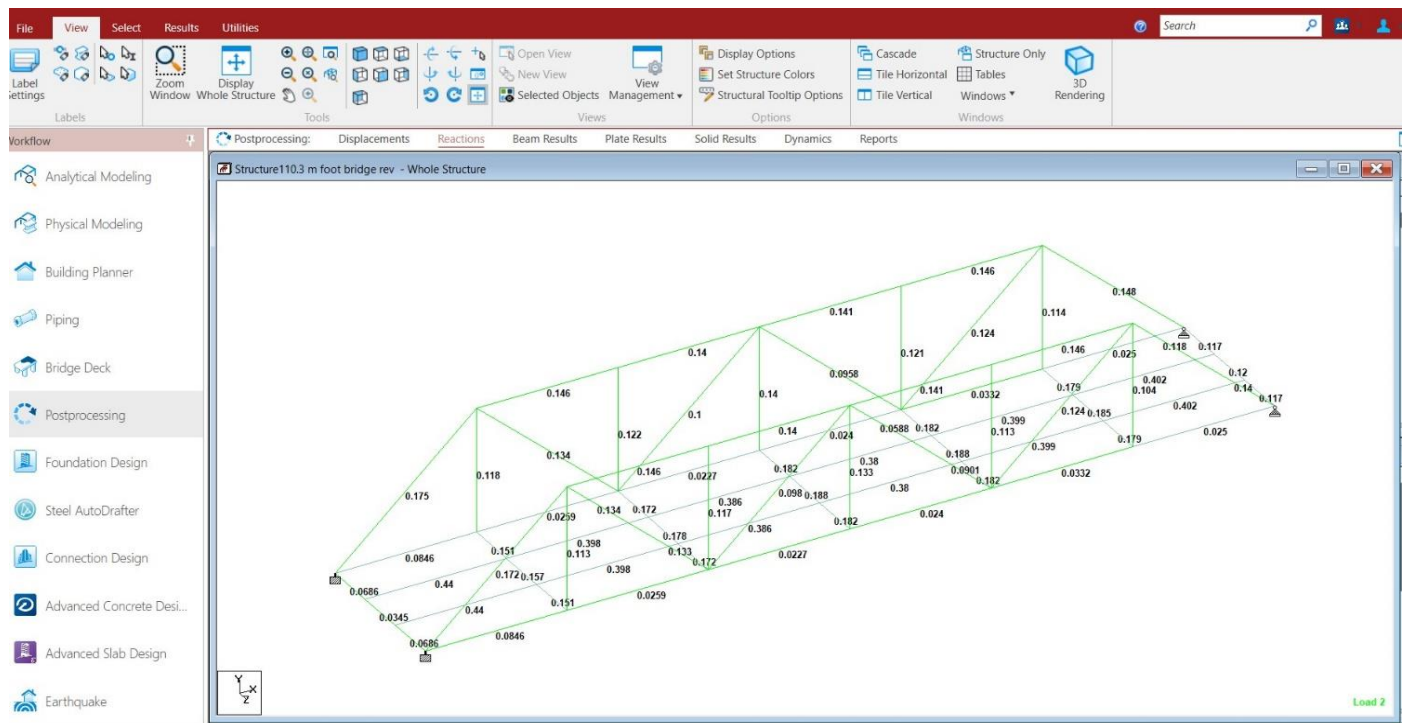 File View Select Results Utilities Search
Label Settings
Zoom Window
Display Whole Structure
Open View
New View
Selected Objects
View Management
Display Options
Set Structure Colors
Structural Tooltip Options
Cascade
Tile Horizontal
Tile Vertical
Structure Only
Tables
Windows
3D Rendering
Labels Tools Views Options Windows
Workflow
Postprocessing: Displacements Reactions Beam Results Plate Results Solid Results Dynamics Reports
Analytical Modeling
Physical Modeling
Building Planner
Piping
Bridge Deck
Postprocessing
Foundation Design
Steel AutoDrafter
Connection Design
Advanced Concrete Desi...
Advanced Slab Design
Earthquake
Structure110.3 m foot bridge rev - Whole Structure
0.146
0.148
0.141
0.114
0.124
0.14
0.121
0.146
0.025
0.118
0.117
0.146
0.0958
0.12
0.141
0.0332
0.179
0.402
0.104
0.14
0.117
0.1
0.14
0.122
0.124
0.185
0.402
0.14
0.024
0.0588
0.182
0.399
0.113
0.025
0.134
0.399
0.179
0.118
0.146
0.0227
0.182
0.38
0.133
0.188
0.0901
0.182
0.0332
0.175
0.098
0.188
0.38
0.0259
0.134
0.172
0.386
0.117
0.386
0.182
0.024
0.0846
0.151
0.398
0.113
0.178
0.133
0.172
0.0227
0.0686
0.44
0.172
0.157
0.398
0.0259
0.0345
0.44
0.151
0.0686
0.0846
Y
X
Z
Load 2